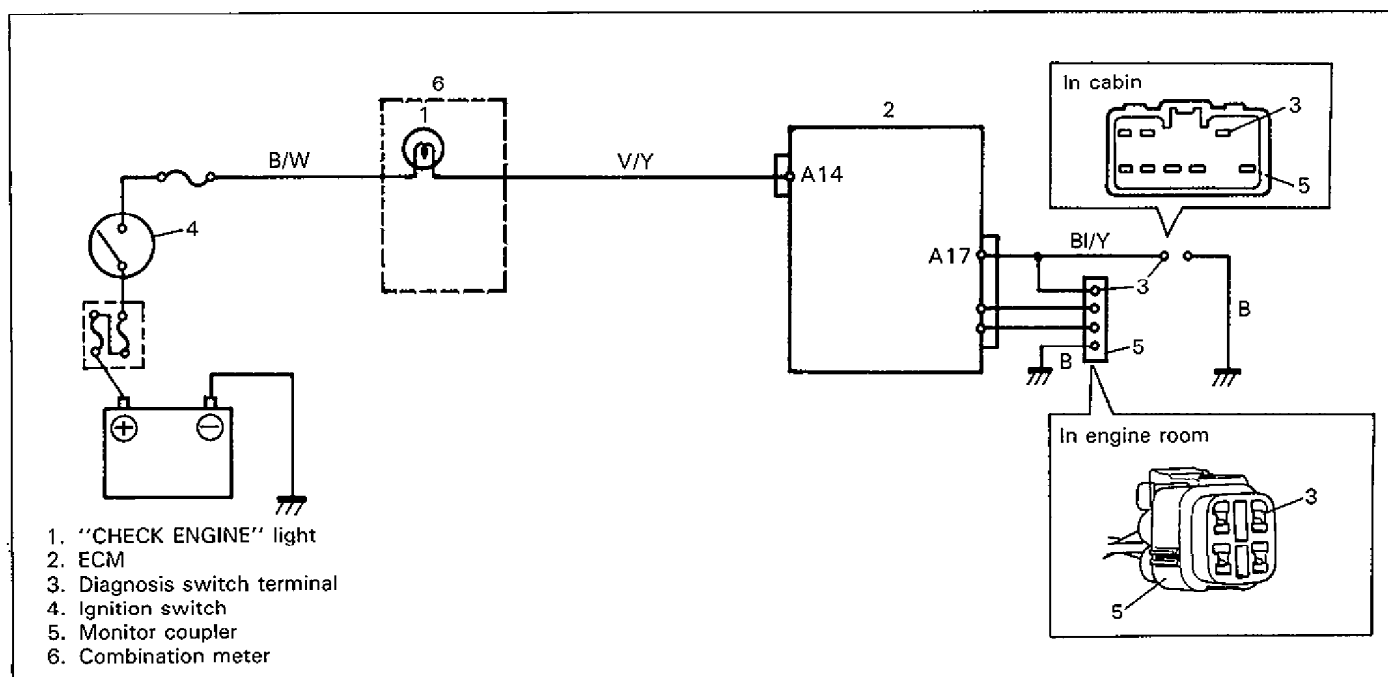 6
1
2
In cabin
3
B/W
V/Y
A14
5
4
BI/Y
A17
3
B
5
B
In engine room
3
5
1. "CHECK ENGINE" light
2. ECM
3. Diagnosis switch terminal
4. Ignition switch
5. Monitor coupler
6. Combination meter